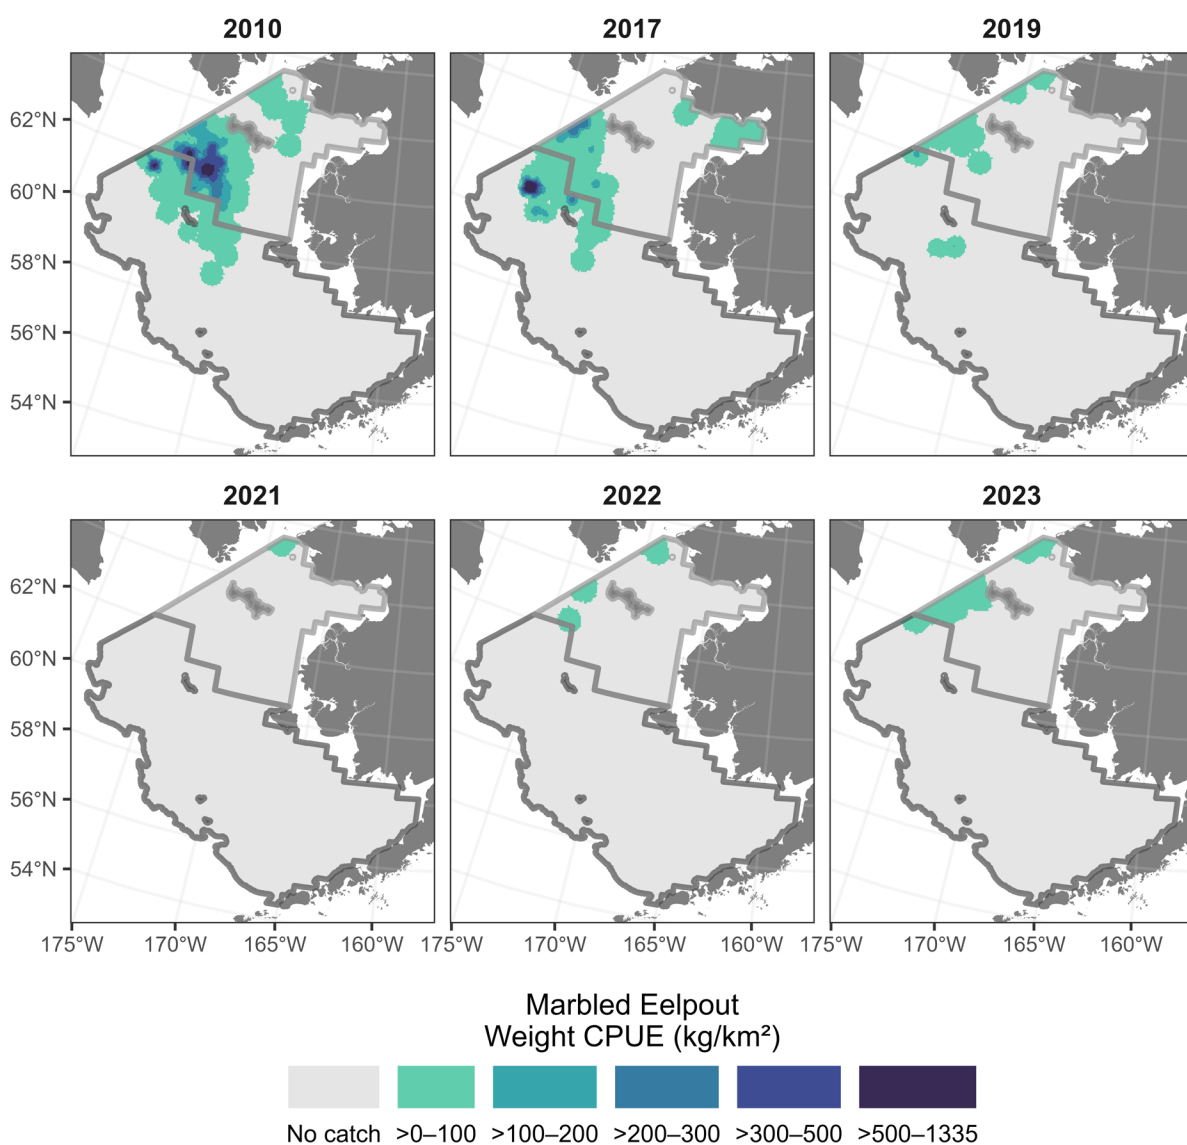 2010 2017 2019
62°N
60°N
58°N
56°N
54°N
2021 2022 2023
62°N
60°N
58°N
56°N
54°N
175°W 170°W 165°W 160°W 175°W 170°W 165°W 160°W 175°W 170°W 165°W 160°W
Marbled Eelpout
Weight CPUE (kg/km²)
No catch >0–100 >100–200 >200–300 >300–500 >500–1335